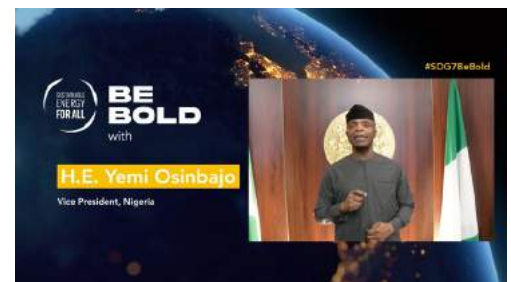 #SDG7BeBold
SUSTAINABLE
ENERGY
FOR ALL
BE
BOLD
with
H.E. Yemi Osinbajo
Vice President, Nigeria